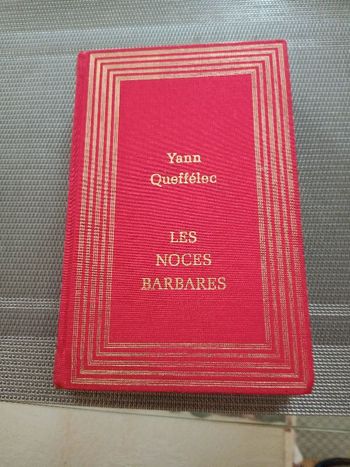 Yann
Queffélec
LES
NOCES
BARBARES